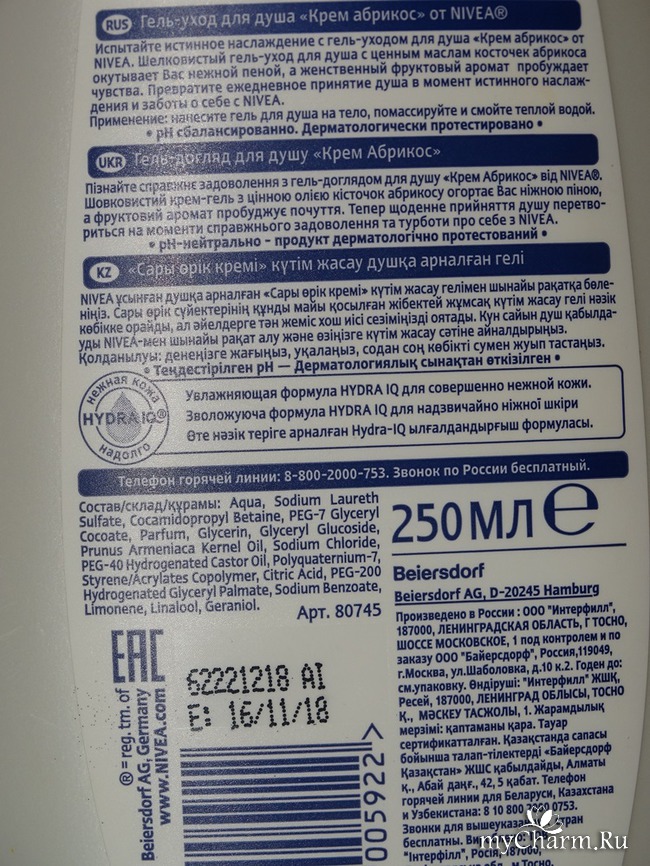 RUS Гель-уход для душа «Крем абрикос» от NIVEA®
Испытайте истинное наслаждение с гель-уходом для душа «Крем абрикос» от
NIVEA. Шелковистый гель-уход для душа с ценным маслам косточек абрикоса
окутывает Вас нежной пеной, а женственный фруктовый аромат пробуждает
чувства. Превратите ежедневное принятие душа в момент истинного наслаж-
дения и заботы о себе с NIVEA.
Применение: нанесите гель для душа на тело, помассируйте и смойте теплой водой.
• pH сбалансированно. Дерматологически протестировано •
UKR Гель-догляд для душу «Крем Абрикос»
Пізнайте справжнє задоволення з гель-доглядом для душу «Крем Абрикос» від NIVEA®.
Шовковистий крем-гель з цінною олією кісточок абрикосу огортає Вас ніжною піною,
а фруктовий аромат пробуджує почуття. Тепер щоденне прийняття душу перетво-
риться на моменти справжнього задоволення та турботи про себе з NIVEA.
• pH-нейтрально - продукт дерматологічно протестований •
KZ «Сары өрік кремі» күтім жасау душқа арналған гелі
NIVEA ұсынған душқа арналған «Сары өрік кремі» күтім жасау гелімен шынайы рақатқа бөле-
ніңіз. Сары өрік сүйектерінің құнды майы қосылған жібектей жұмсақ күтім жасау гелі нәзік
көбікке орайды, ал әйелдерге тән жеміс хош иісі сезіміңізді оятады. Күн сайын душ қабылда-
уды NIVEA-мен шынайы рақат алу және өзіңізге күтім жасау сәтіне айналдырыңыз.
Қолданылуы: денеңізге жағыңыз, уқалаңыз, содан соң көбікті сумен жуып тастаңыз.
• Теңдестірілген pH — Дерматологиялық сынақтан өткізілген •
нежная кожа
HYDRA IQ®
надолго
Увлажняющая формула HYDRA IQ для совершенно нежной кожи.
Зволожуюча формула HYDRA IQ для надзвичайно ніжної шкіри
Өте нәзік теріге арналған Hydra-IQ ылғалдандырғыш формуласы.
Телефон горячей линии: 8-800-2000-753. Звонок по России бесплатный.
Состав/склад/құрамы: Aqua, Sodium Laureth
Sulfate, Cocamidopropyl Betaine, PEG-7 Glyceryl
Cocoate, Parfum, Glycerin, Glyceryl Glucoside,
Prunus Armeniaca Kernel Oil, Sodium Chloride,
PEG-40 Hydrogenated Castor Oil, Polyquaternium-7,
Styrene/Acrylates Copolymer, Citric Acid, PEG-200
Hydrogenated Glyceryl Palmate, Sodium Benzoate,
Limonene, Linalool, Geraniol.
Арт. 80745
250МЛ e
Beiersdorf
Beiersdorf AG, D-20245 Hamburg
Произведено в России : ООО "Интерфилл",
187000, ЛЕНИНГРАДСКАЯ ОБЛАСТЬ, Г ТОСНО,
ШОССЕ МОСКОВСКОЕ, 1 под контролем и по
заказу ООО "Байерсдорф", Россия,119049,
г.Москва, ул.Шаболовка, д.10 к.2. Годен до:
см.упаковку. Өндіруші: "Интерфилл" ЖШҚ,
Ресей, 187000, ЛЕНИНГРАД ОБЛЫСЫ, ТОСНО
Қ., МӘСКЕУ ТАСЖОЛЫ, 1. Жарамдылық
мерзімі: қаптаманы қара. Тауар
сертификатталған. Қазақстанда сапасы
бойынша талап-тілектерді «Байерсдорф
Қазақстан» ЖШС қабылдайды, Алматы
қ., Абай даңғ., 42, 5 қабат. Телефон
горячей линии для Беларуси, Казахстана
и Узбекистана: 8 10 800 2000 0753.
Звонки для вышеуказанных стран
бесплатны.
"Інтерфілл", Росія, 187000,
EAC
® = reg. tm. of
Beiersdorf AG, Germany
www.NIVEA.com
62221218 AI
E: 16/11/18
005922 >
myCharm.Ru